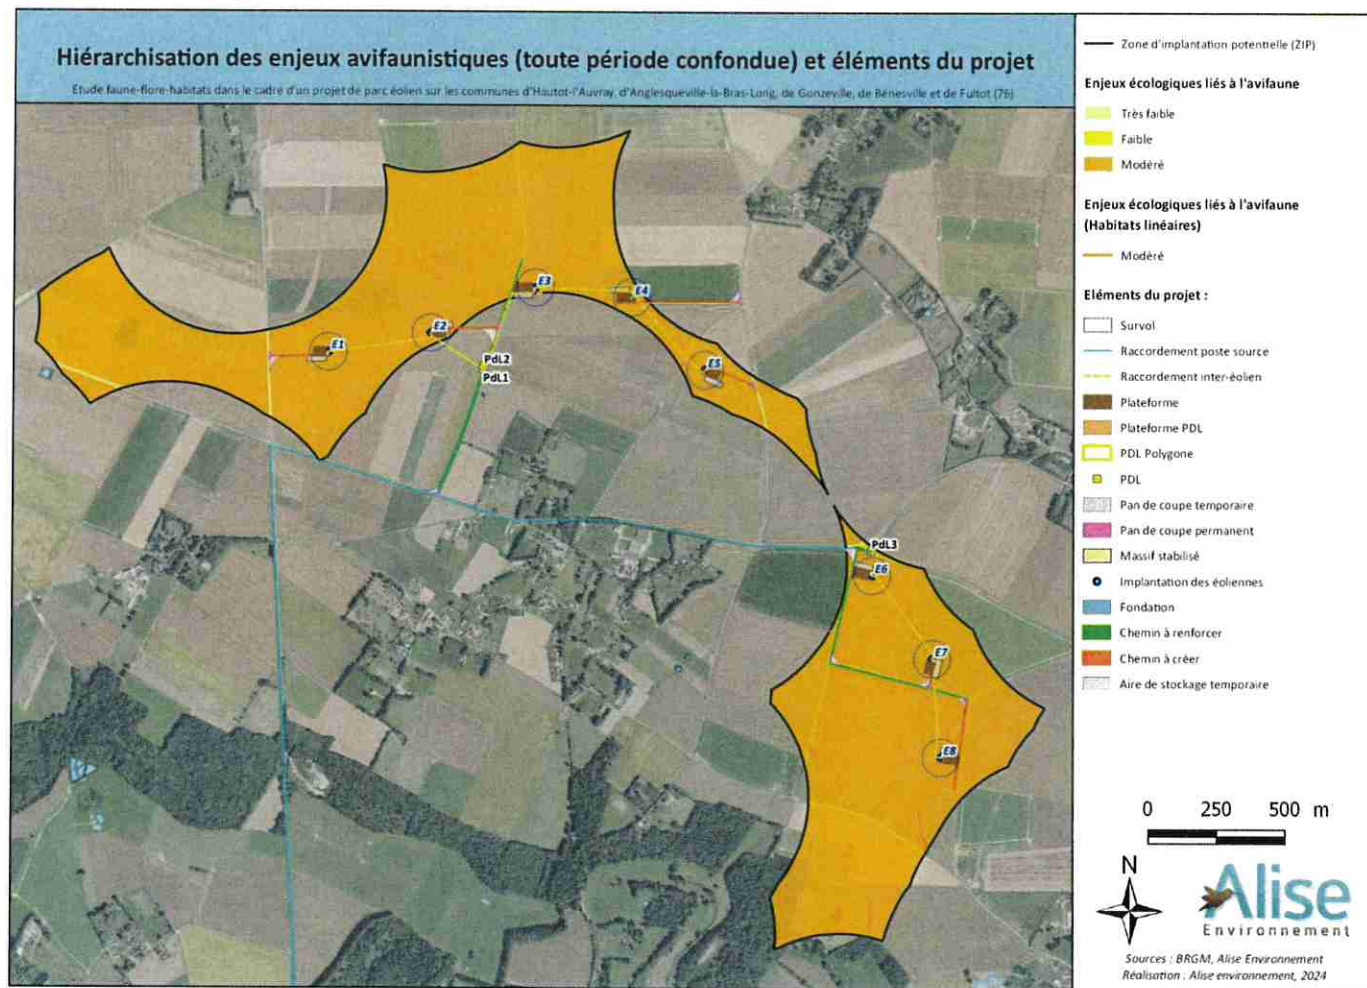 Hiérarchisation des enjeux avifaunistiques (toute période confondue) et éléments du projet
Etude faune-flore-habitats dans le cadre d'un projet de parc éolien sur les communes d'Hautot-l'Auvray, d'Anglesqueville-la-Bras-Long, de Gonzeville, de Bénesville et de Fultot (76)
Zone d'implantation potentielle (ZIP)
Enjeux écologiques liés à l'avifaune
Très faible
Faible
Modéré
Enjeux écologiques liés à l'avifaune
(Habitats linéaires)
Modéré
Eléments du projet :
Survol
Raccordement poste source
Raccordement inter-éolien
Plateforme
Plateforme PDL
PDL Polygone
PDL
Pan de coupe temporaire
Pan de coupe permanent
Massif stabilisé
Implantation des éoliennes
Fondation
Chemin à renforcer
Chemin à créer
Aire de stockage temporaire
E1
E2
E3
E4
E5
PdL2
PdL1
PdL3
E6
E7
E8
0 250 500 m
N
Alise
Environnement
Sources : BRGM, Alise Environnement
Réalisation : Alise environnement, 2024